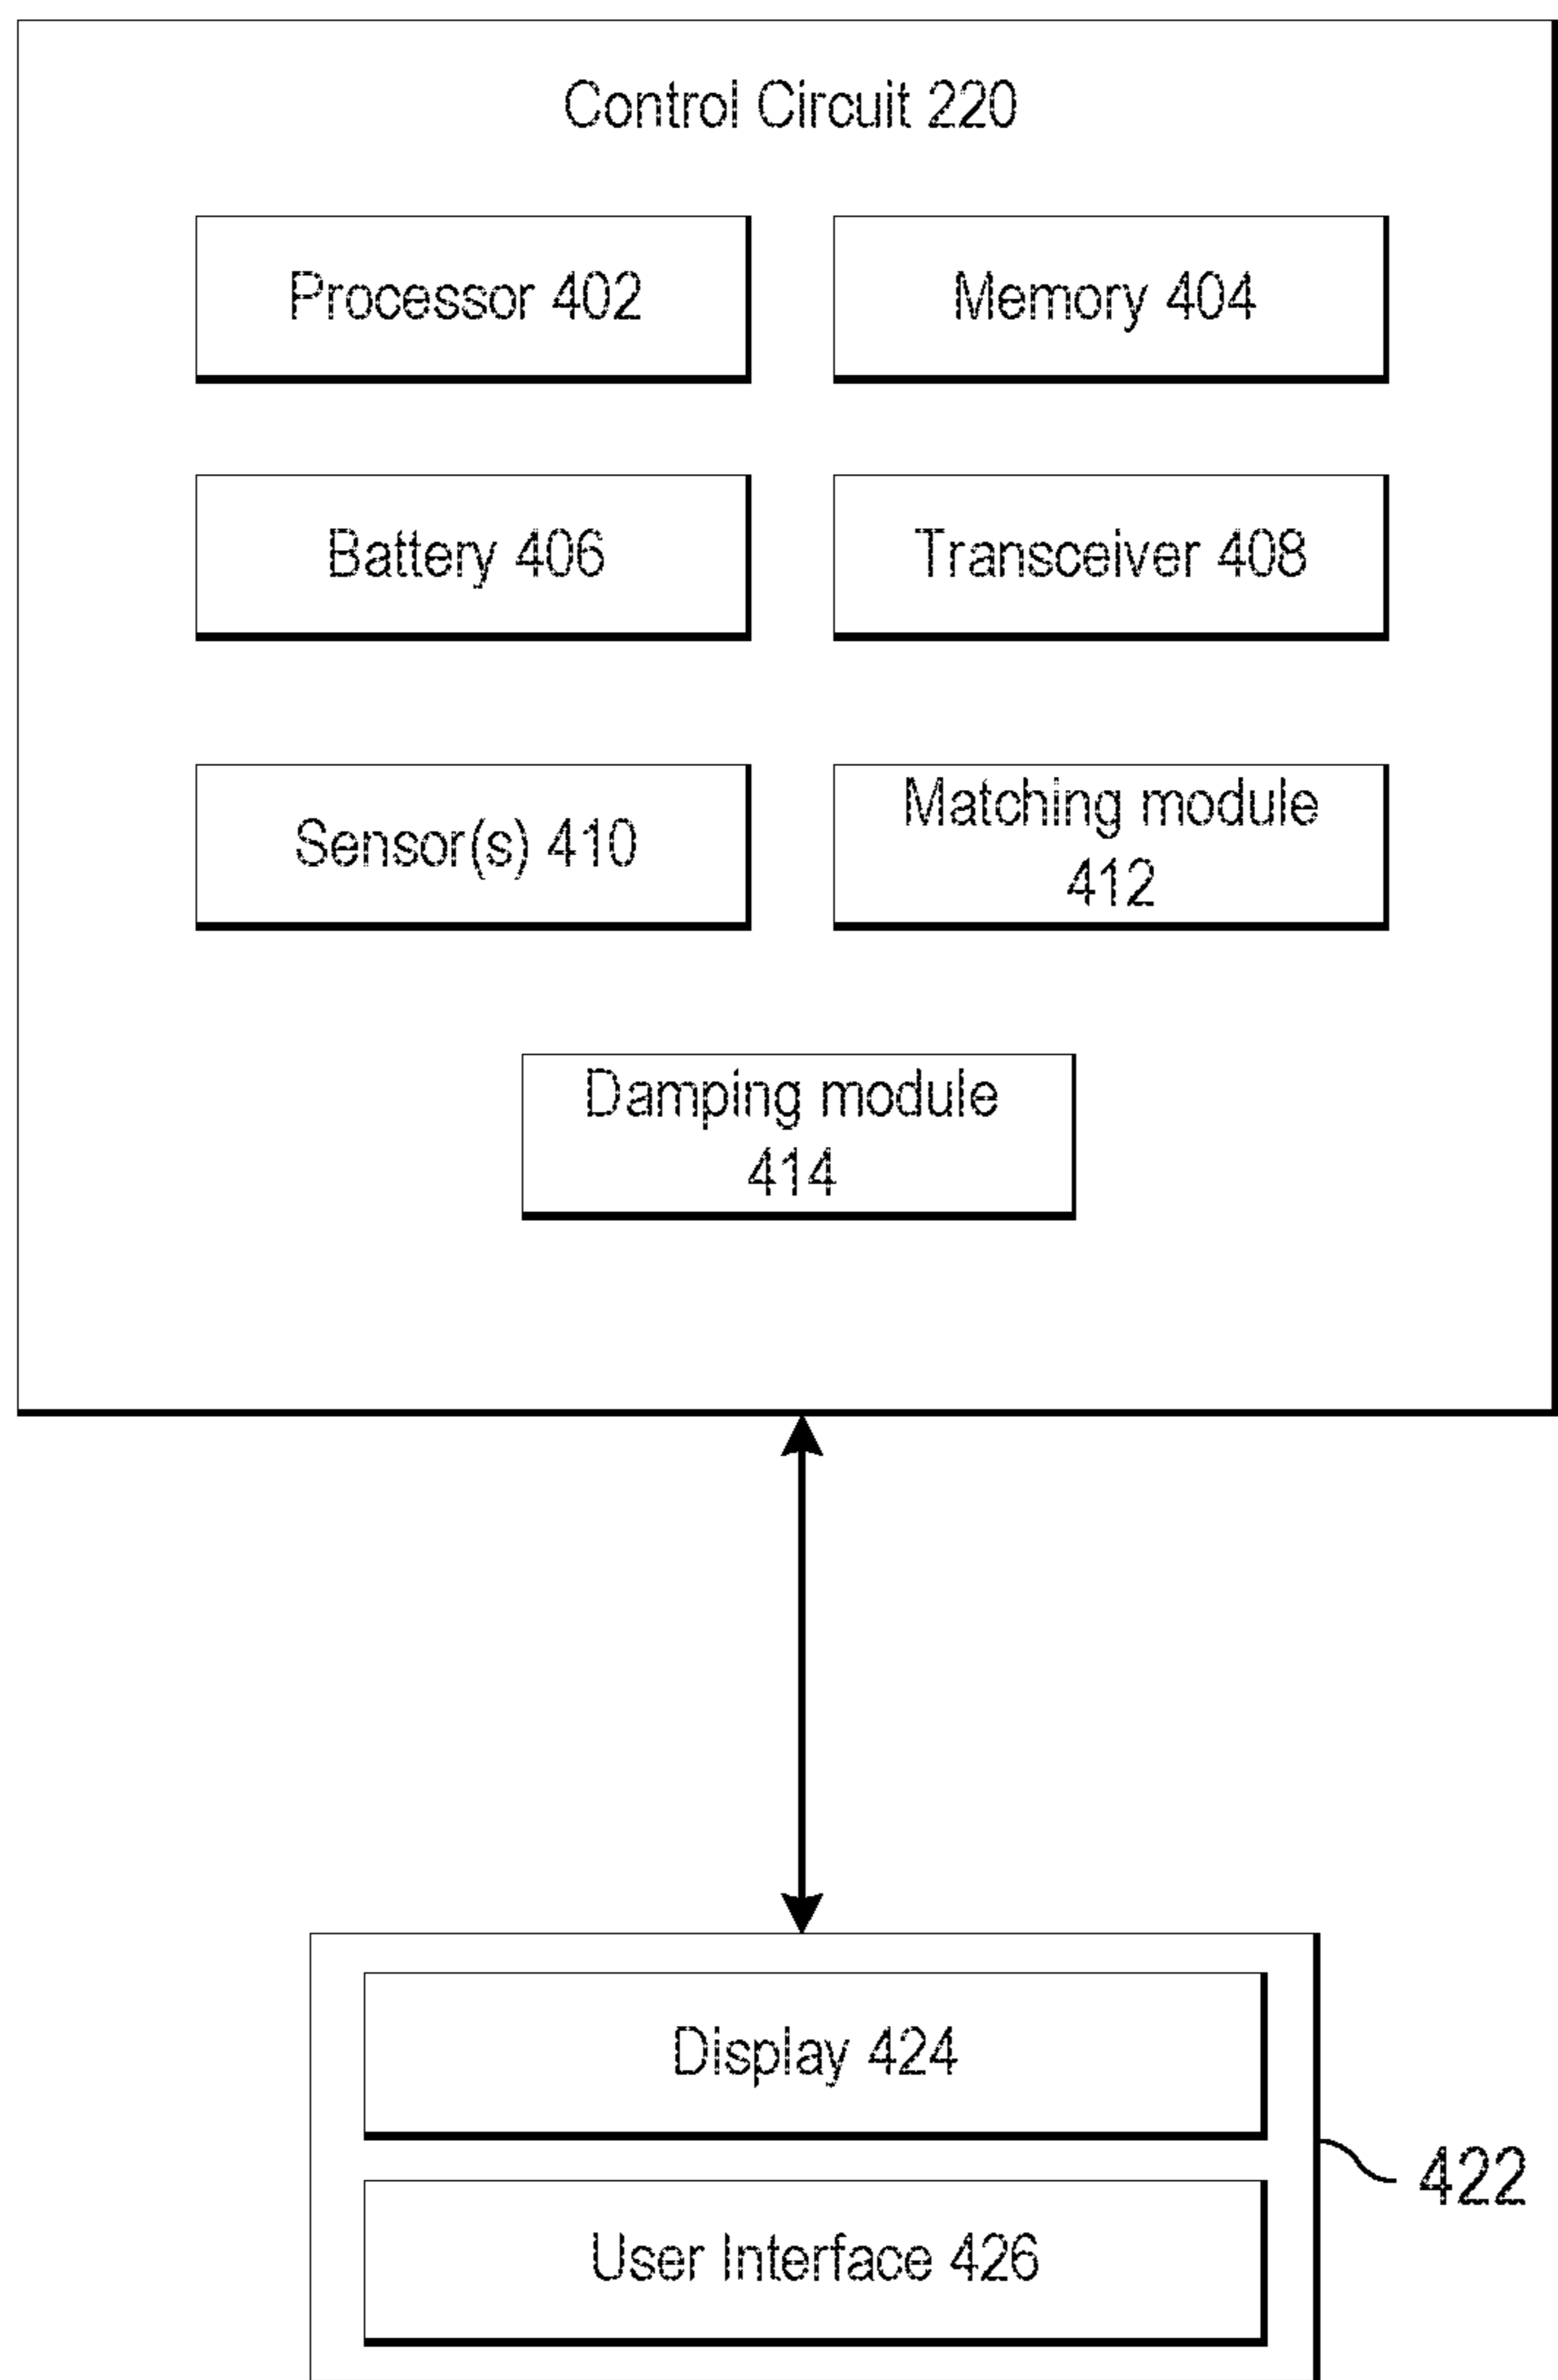 Control Circuit 220
Processor 402
Memory 404
Battery 406
Transceiver 408
Sensor(s) 410
Matching module
412
Damping module
414
Display 424
422
User Interface 426